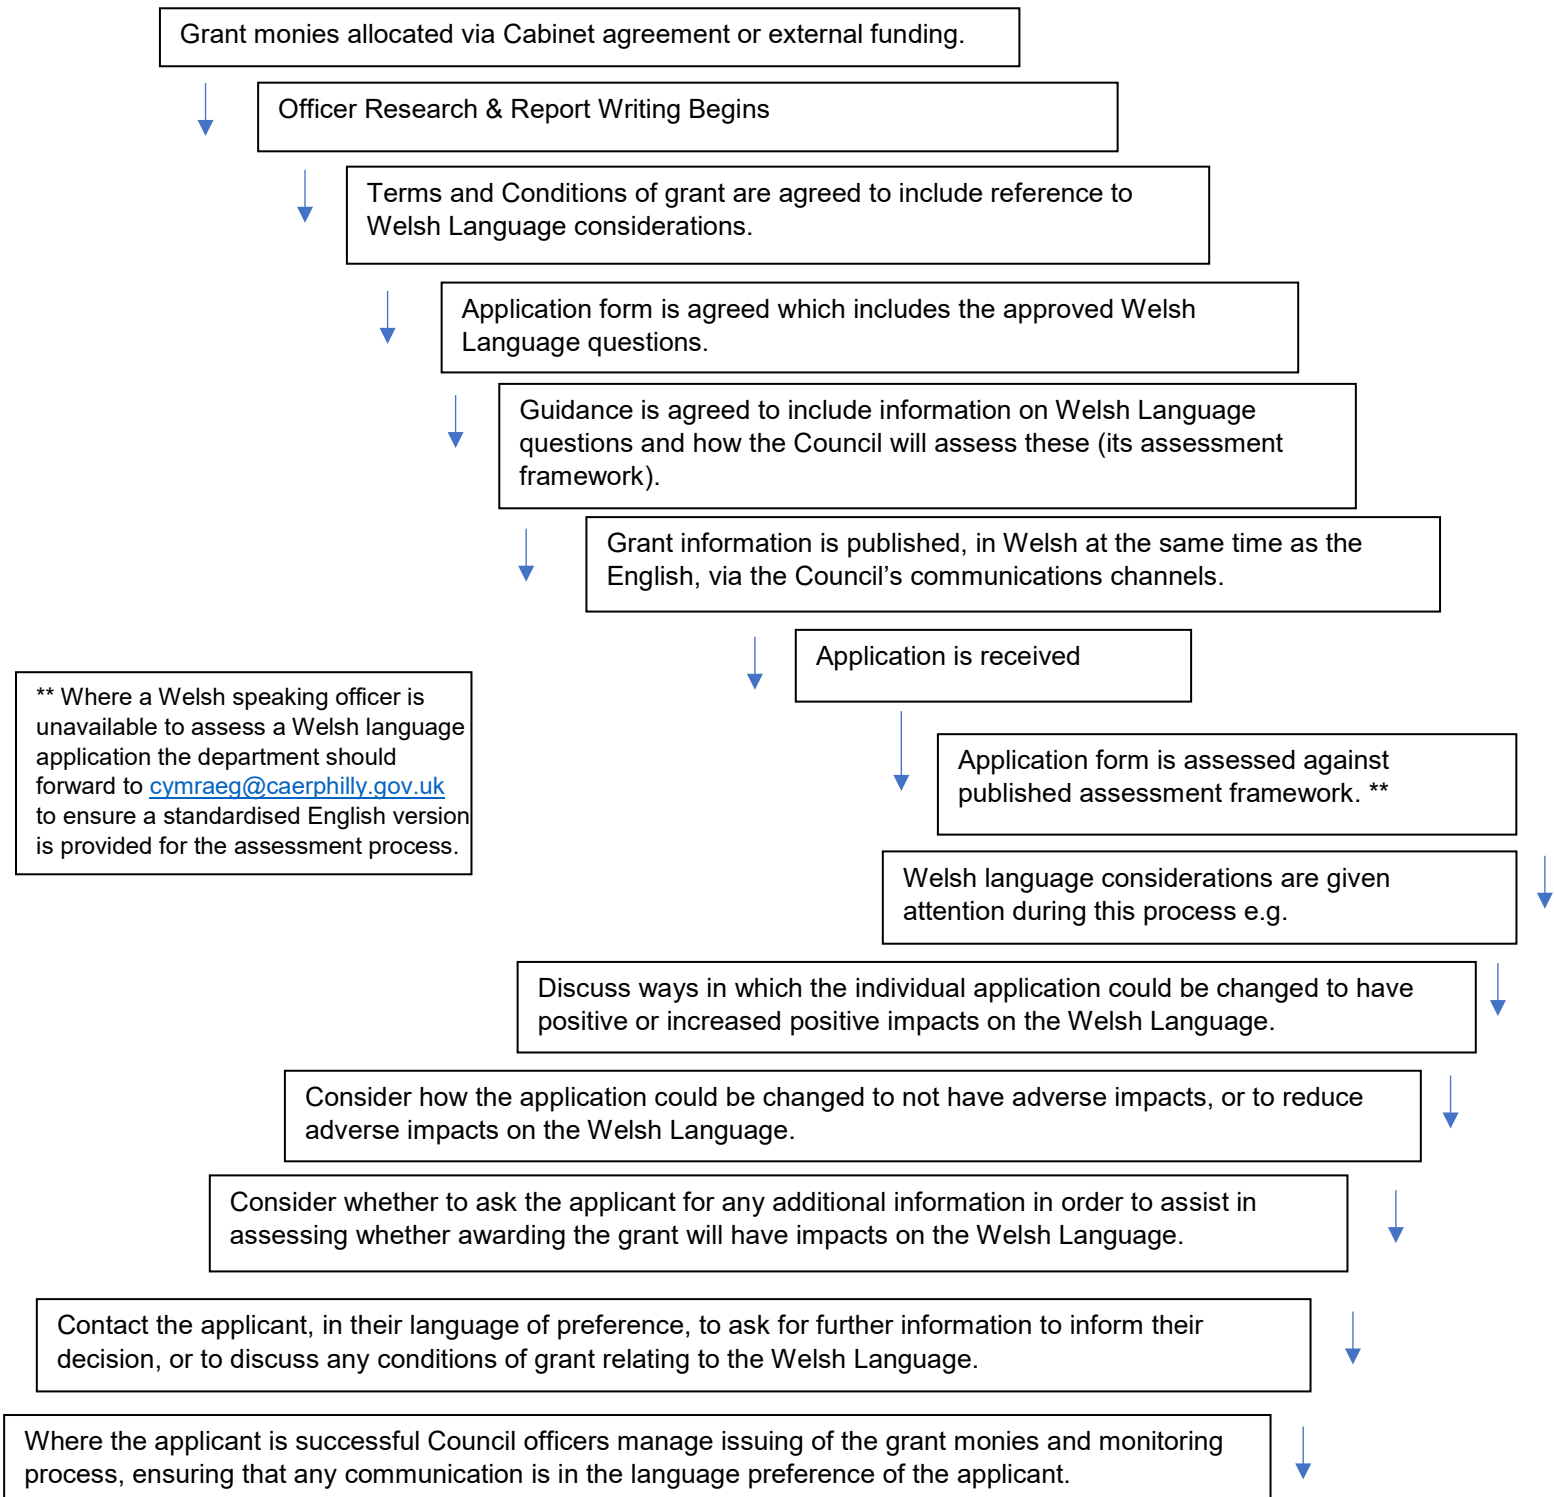 Grant monies allocated via Cabinet agreement or external funding.
Officer Research & Report Writing Begins
Terms and Conditions of grant are agreed to include reference to
Welsh Language considerations.
Application form is agreed which includes the approved Welsh
Language questions.
Guidance is agreed to include information on Welsh Language
questions and how the Council will assess these (its assessment
framework).
Grant information is published, in Welsh at the same time as the
English, via the Council’s communications channels.
Application is received
** Where a Welsh speaking officer is
unavailable to assess a Welsh language
application the department should
forward to cymraeg@caerphilly.gov.uk
to ensure a standardised English version
is provided for the assessment process.
Application form is assessed against
published assessment framework. **
Welsh language considerations are given
attention during this process e.g.
Discuss ways in which the individual application could be changed to have
positive or increased positive impacts on the Welsh Language.
Consider how the application could be changed to not have adverse impacts, or to reduce
adverse impacts on the Welsh Language.
Consider whether to ask the applicant for any additional information in order to assist in
assessing whether awarding the grant will have impacts on the Welsh Language.
Contact the applicant, in their language of preference, to ask for further information to inform their
decision, or to discuss any conditions of grant relating to the Welsh Language.
Where the applicant is successful Council officers manage issuing of the grant monies and monitoring
process, ensuring that any communication is in the language preference of the applicant.